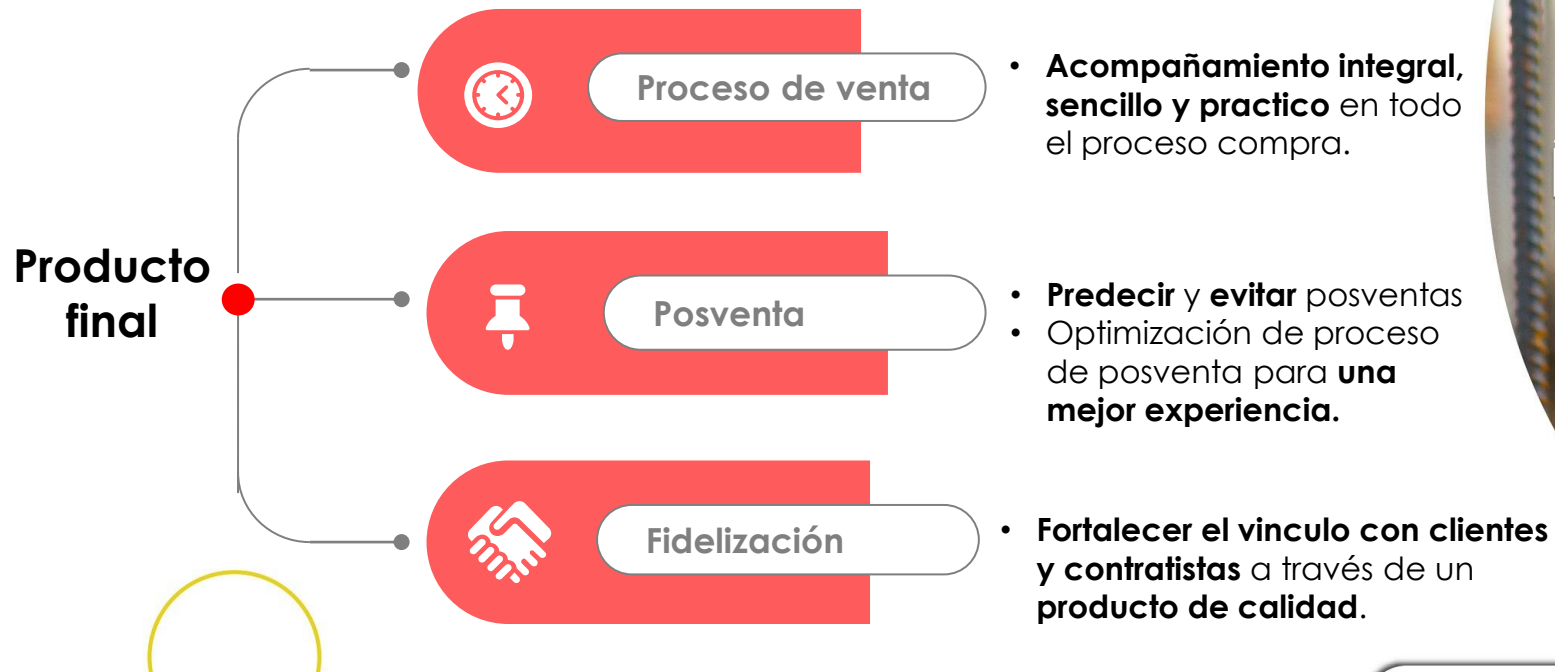 Producto
final
Proceso de venta
• Acompañamiento integral,
sencillo y practico en todo
el proceso compra.
Posventa
• Predecir y evitar posventas
• Optimización de proceso
de posventa para una
mejor experiencia.
Fidelización
• Fortalecer el vinculo con clientes
y contratistas a través de un
producto de calidad.